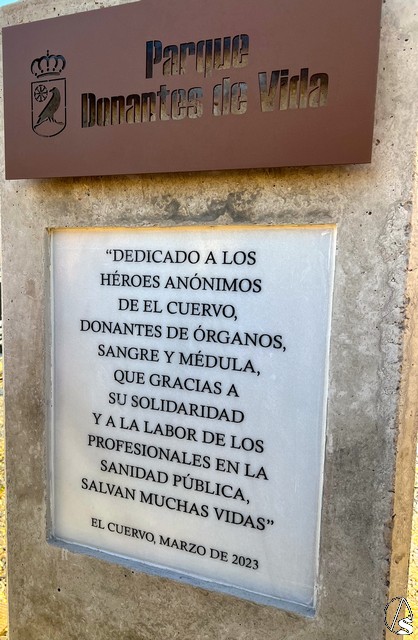 Parque
Donantes de Vida
“DEDICADO A LOS
HÉROES ANÓNIMOS
DE EL CUERVO,
DONANTES DE ÓRGANOS,
SANGRE Y MÉDULA,
QUE GRACIAS A
SU SOLIDARIDAD
Y A LA LABOR DE LOS
PROFESIONALES EN LA
SANIDAD PÚBLICA,
SALVAN MUCHAS VIDAS”
EL CUERVO, MARZO DE 2023